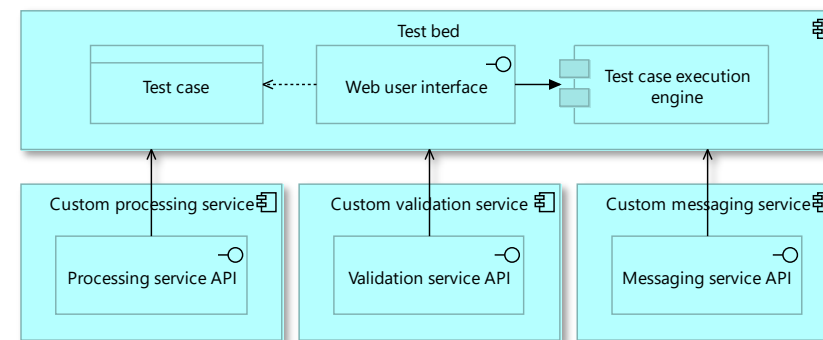 Test bed
Test case
Web user interface
Test case execution
engine
Custom processing service
Custom validation service
Custom messaging service
Processing service API
Validation service API
Messaging service API